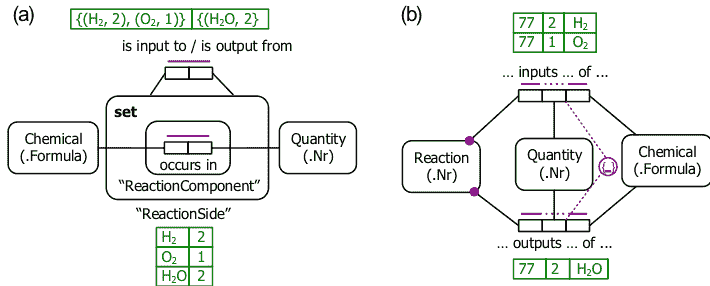 (a)
{(H2, 2), (O2, 1)} {(H2O, 2}
is input to / is output from
set
Chemical
(.Formula)
Quantity
(.Nr)
occurs in
“ReactionComponent”
“ReactionSide”
H2 2
O2 1
H2O 2
(b)
77 2 H2
77 1 O2
... inputs ... of ...
Reaction
(.Nr)
Quantity
(.Nr)
Chemical
(.Formula)
... outputs ... of ...
77 2 H2O